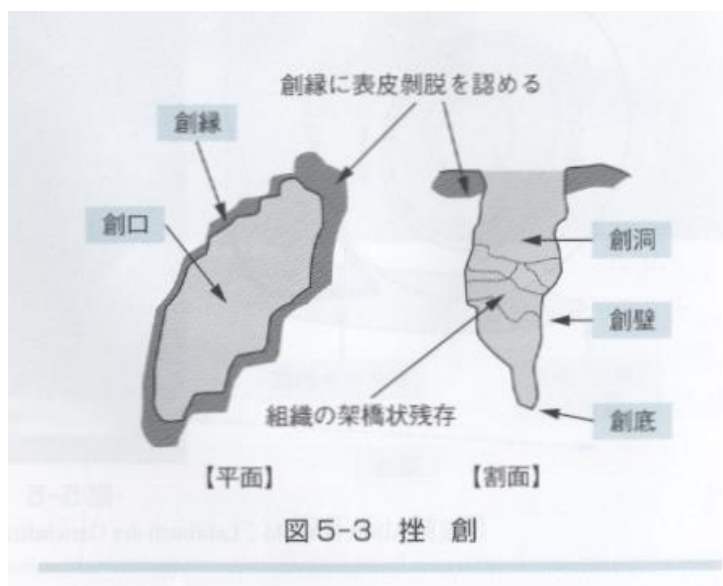 創縁に表皮剝脱を認める
創縁
創口
創洞
創壁
組織の架橋状残存
創底
【平面】
【割面】
図5-3 挫 創